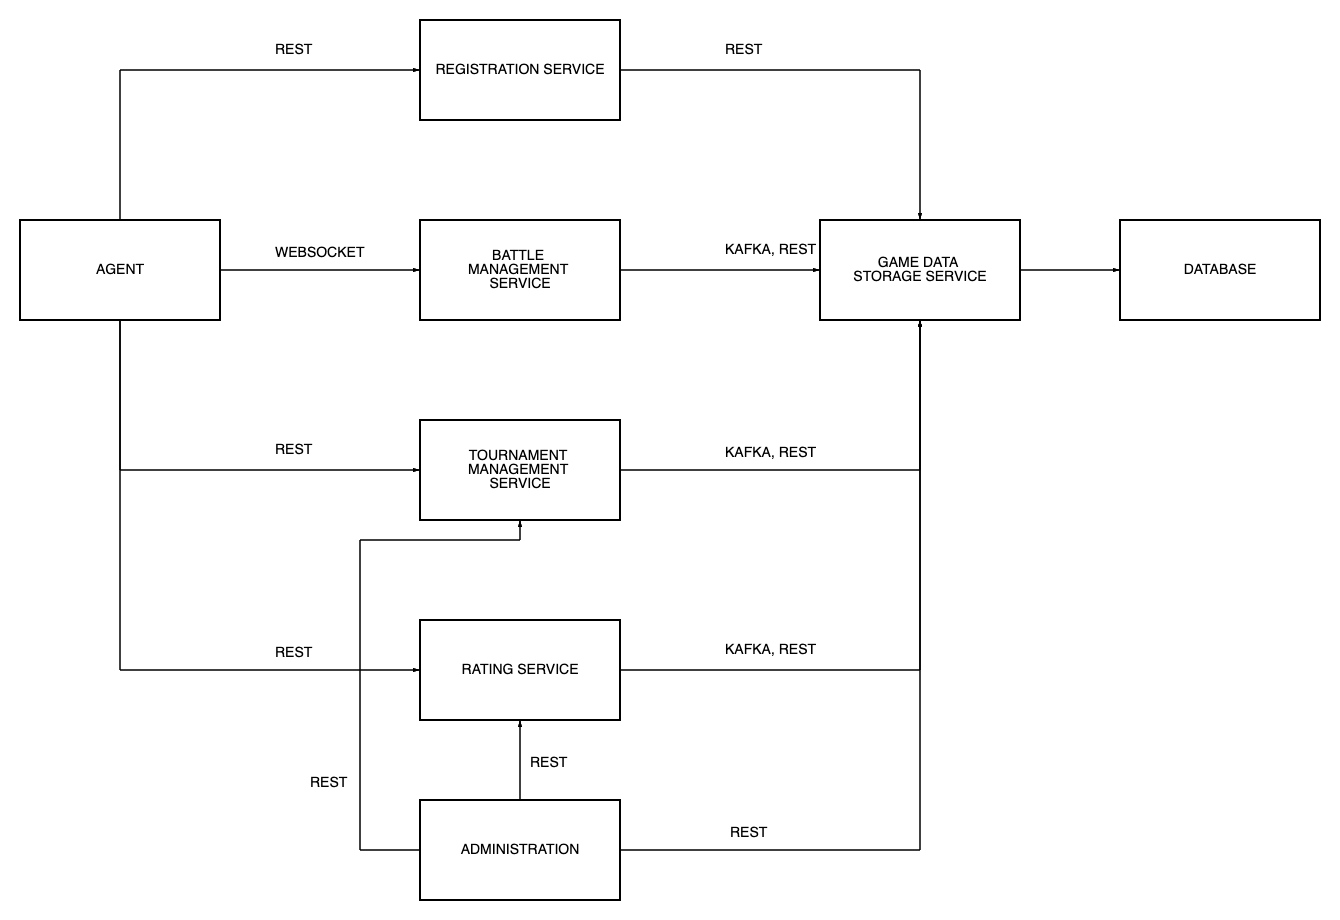 REST
REST
REGISTRATION SERVICE
WEBSOCKET
KAFKA, REST
AGENT
BATTLE
MANAGEMENT
SERVICE
GAME DATA
STORAGE SERVICE
DATABASE
REST
KAFKA, REST
TOURNAMENT
MANAGEMENT
SERVICE
REST
KAFKA, REST
RATING SERVICE
REST
REST
REST
ADMINISTRATION